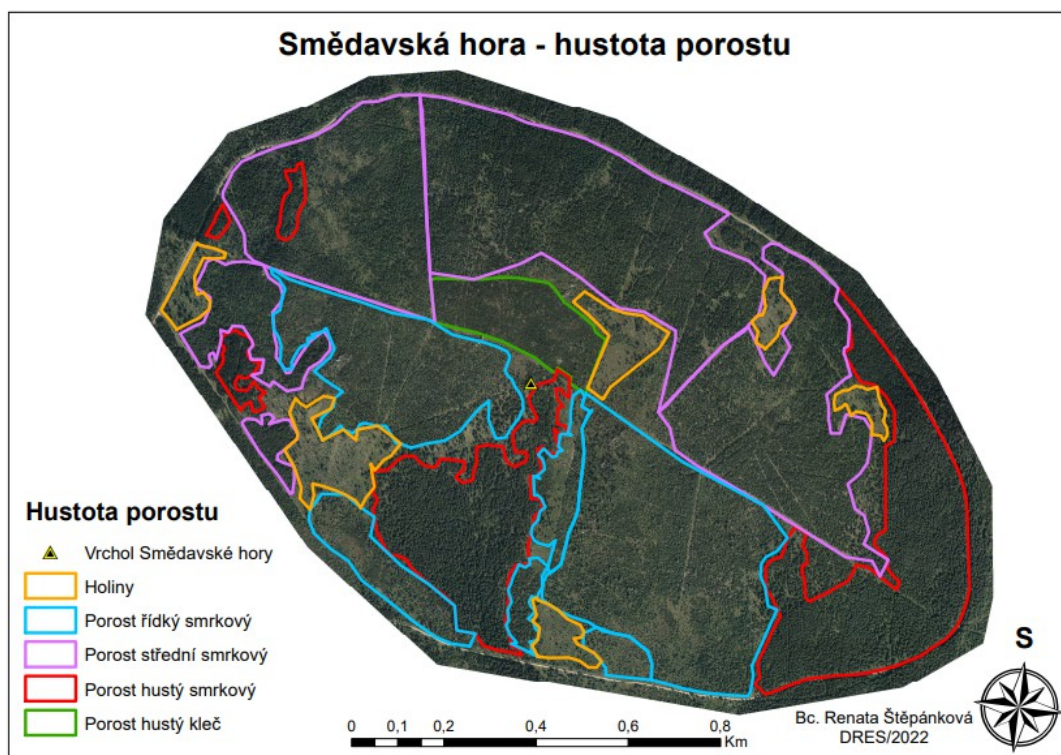 Smědavská hora - hustota porostu
Hustota porostu
Vrchol Smědavské hory
Holiny
Porost řídký smrkový
Porost střední smrkový
Porost hustý smrkový
Porost hustý kleč
0 0,1 0,2 0,4 0,6 0,8
Km
S
Bc. Renata Štěpánková
DRES/2022